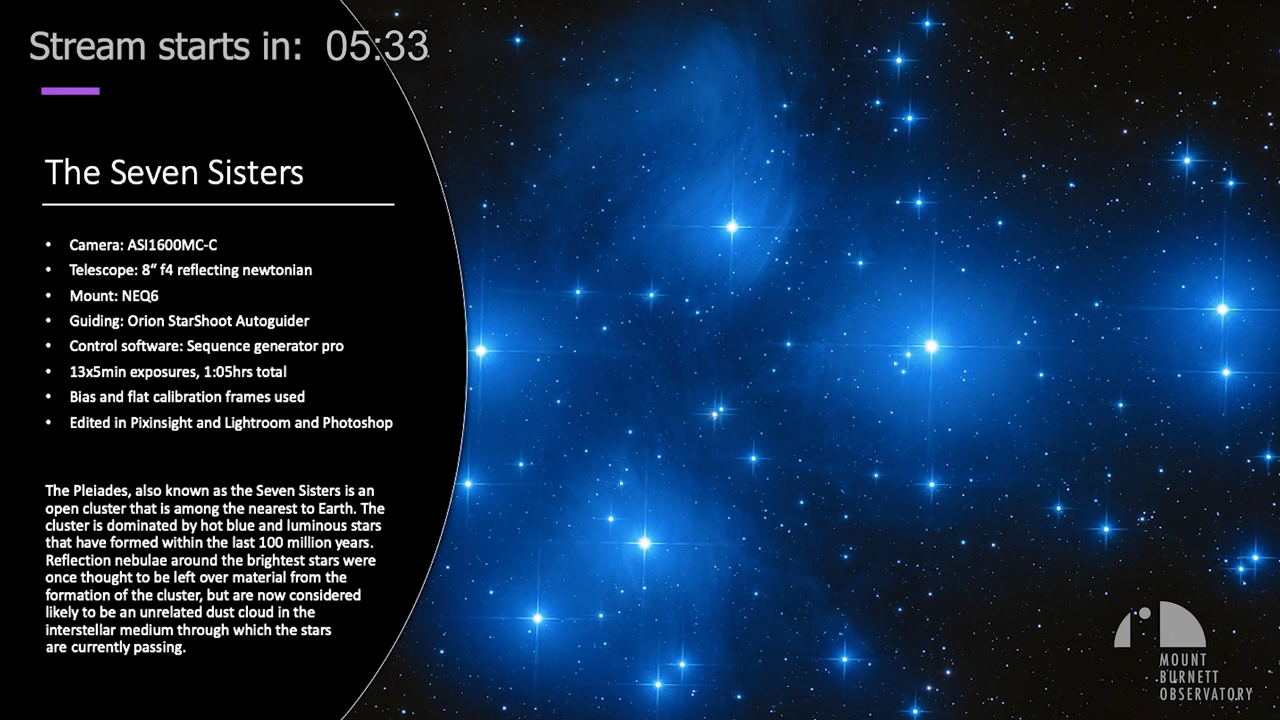 Stream starts in: 05:33
The Seven Sisters
• Camera: ASI1600MC-C
• Telescope: 8“ f4 reflecting newtonian
• Mount: NEQ6
• Guiding: Orion StarShoot Autoguider
• Control software: Sequence generator pro
• 13x5min exposures, 1:05hrs total
• Bias and flat calibration frames used
• Edited in Pixinsight and Lightroom and Photoshop
The Pleiades, also known as the Seven Sisters is an
open cluster that is among the nearest to Earth. The
cluster is dominated by hot blue and luminous stars
that have formed within the last 100 million years.
Reflection nebulae around the brightest stars were
once thought to be left over material from the
formation of the cluster, but are now considered
likely to be an unrelated dust cloud in the
interstellar medium through which the stars
are currently passing.
MOUNT
BURNETT
OBSERVATORY